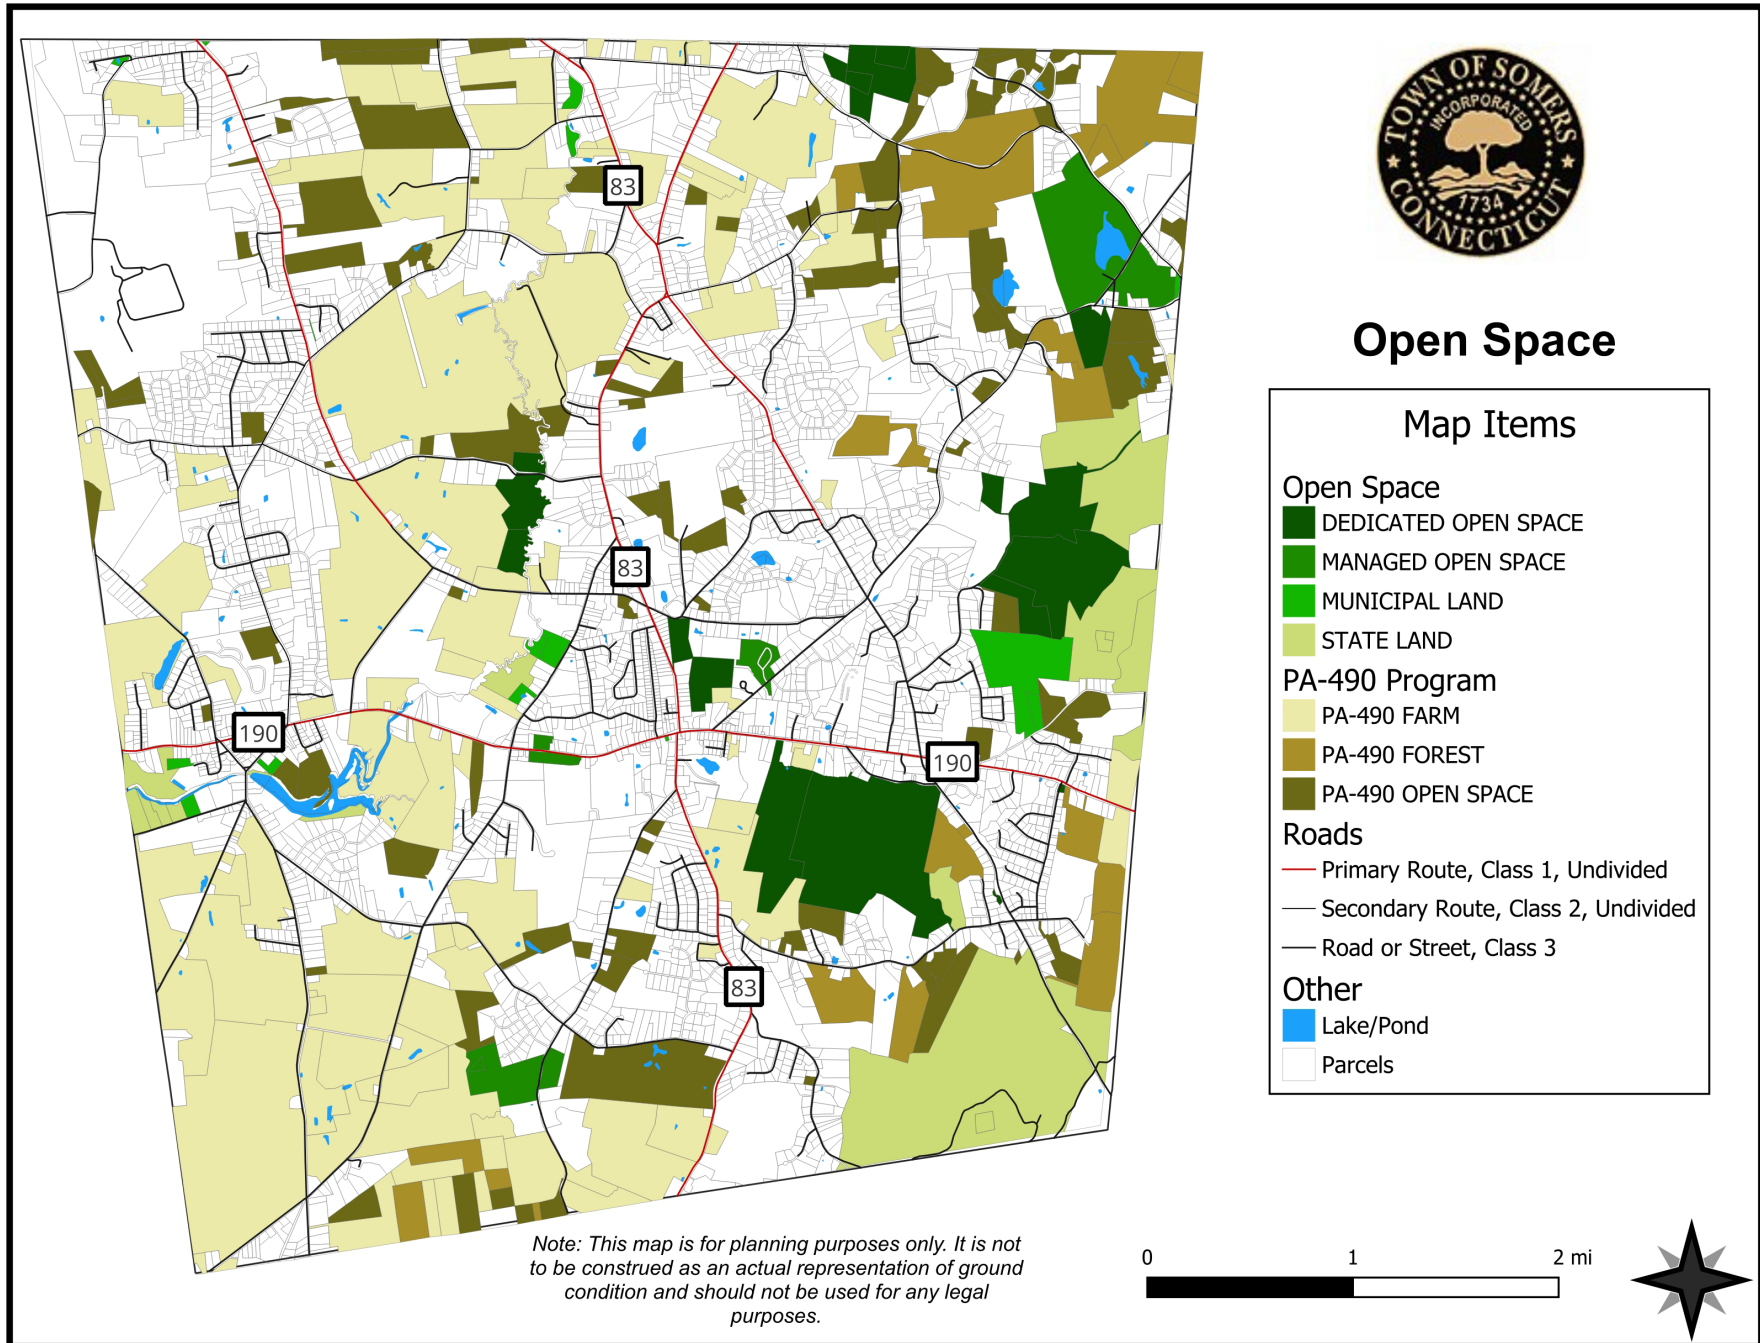 TOWN OF SOMERS
INCORPORATED
1734
CONNECTICUT
Open Space
Map Items
Open Space
DEDICATED OPEN SPACE
MANAGED OPEN SPACE
MUNICIPAL LAND
STATE LAND
PA-490 Program
PA-490 FARM
PA-490 FOREST
PA-490 OPEN SPACE
Roads
Primary Route, Class 1, Undivided
Secondary Route, Class 2, Undivided
Road or Street, Class 3
Other
Lake/Pond
Parcels
83
83
190
190
83
Note: This map is for planning purposes only. It is not
to be construed as an actual representation of ground
condition and should not be used for any legal
purposes.
0 1 2 mi